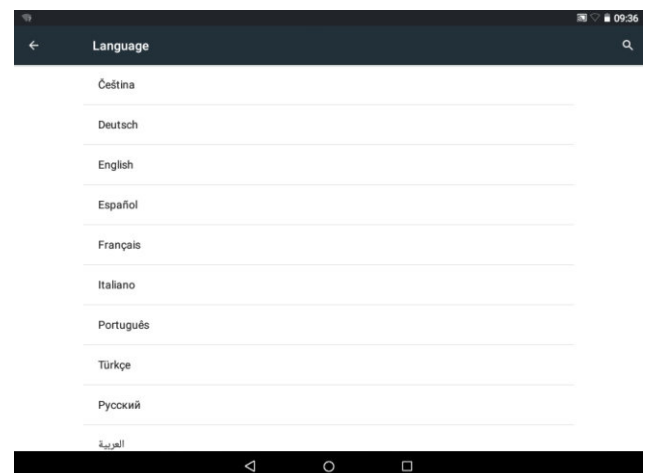 09:36
Language
Čeština
Deutsch
English
Español
Français
Italiano
Português
Türkçe
Русский
العربية